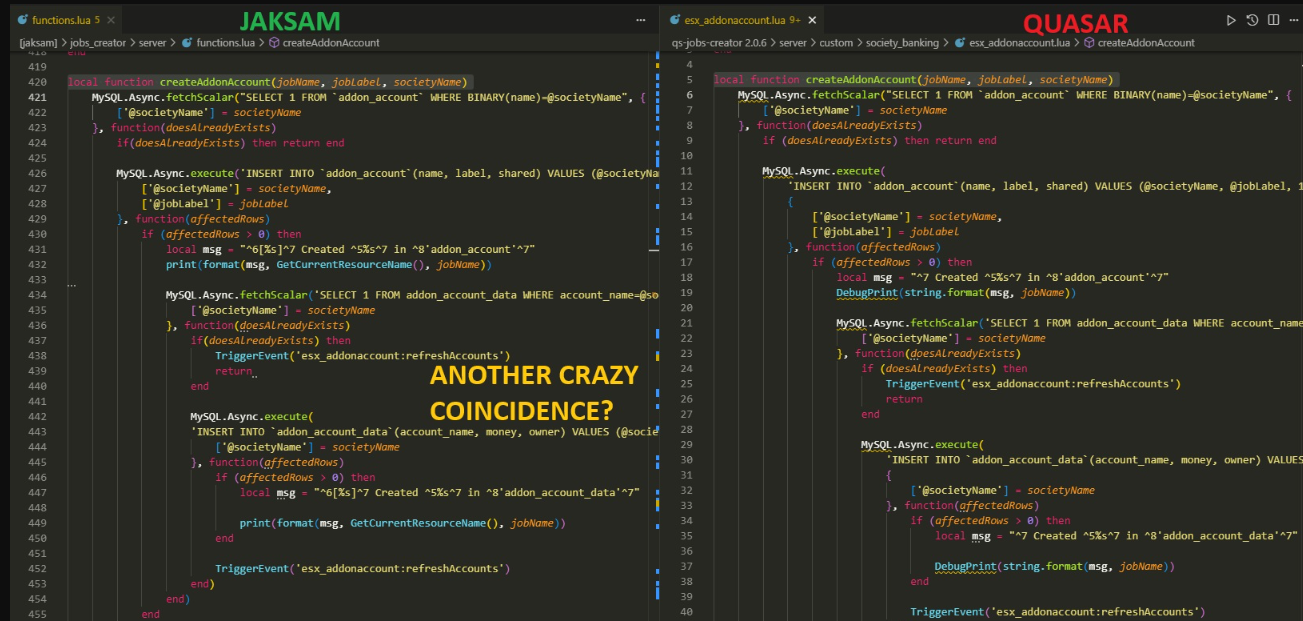 functions.lua 5
JAKSAM
[jaksam] > jobs_creator > server > functions.lua > createAddonAccount
418 end
419
420 local function createAddonAccount(jobName, jobLabel, societyName)
421 MySQL.Async.fetchScalar("SELECT 1 FROM `addon_account` WHERE BINARY(name)=@societyName", {
422 ['@societyName'] = societyName
423 }, function(doesAlreadyExists)
424 if(doesAlreadyExists) then return end
425
426 MySQL.Async.execute('INSERT INTO `addon_account`(name, label, shared) VALUES (@societyNa
427 ['@societyName'] = societyName,
428 ['@jobLabel'] = jobLabel
429 }, function(affectedRows)
430 if (affectedRows > 0) then
431 local msg = "^6[%s]^7 Created ^5%s^7 in ^8'addon_account'^7"
432 print(format(msg, GetCurrentResourceName(), jobName))
433
434 MySQL.Async.fetchScalar('SELECT 1 FROM addon_account_data WHERE account_name=@so
435 ['@societyName'] = societyName
436 }, function(doesAlreadyExists)
437 if(doesAlreadyExists) then
438 TriggerEvent('esx_addonaccount:refreshAccounts')
439 return
440 end
441
442 MySQL.Async.execute(
443 'INSERT INTO `addon_account_data`(account_name, money, owner) VALUES (@socie
444 ['@societyName'] = societyName
445 }, function(affectedRows)
446 if (affectedRows > 0) then
447 local msg = "^6[%s]^7 Created ^5%s^7 in ^8'addon_account_data'^7"
448
449 print(format(msg, GetCurrentResourceName(), jobName))
450 end
451
452 TriggerEvent('esx_addonaccount:refreshAccounts')
453 end)
454 end)
455 end
ANOTHER CRAZY
COINCIDENCE?
esx_addonaccount.lua 9+
QUASAR
qs-jobs-creator 2.0.6 > server > custom > society_banking > esx_addonaccount.lua > createAddonAccount
4
5 local function createAddonAccount(jobName, jobLabel, societyName)
6 MySQL.Async.fetchScalar("SELECT 1 FROM `addon_account` WHERE BINARY(name)=@societyName", {
7 ['@societyName'] = societyName
8 }, function(doesAlreadyExists)
9 if (doesAlreadyExists) then return end
10
11 MySQL.Async.execute(
12 'INSERT INTO `addon_account`(name, label, shared) VALUES (@societyName, @jobLabel, 1
13 {
14 ['@societyName'] = societyName,
15 ['@jobLabel'] = jobLabel
16 }, function(affectedRows)
17 if (affectedRows > 0) then
18 local msg = "^7 Created ^5%s^7 in ^8'addon_account'^7"
19 DebugPrint(string.format(msg, jobName))
20
21 MySQL.Async.fetchScalar('SELECT 1 FROM addon_account_data WHERE account_name
22 ['@societyName'] = societyName
23 }, function(doesAlreadyExists)
24 if (doesAlreadyExists) then
25 TriggerEvent('esx_addonaccount:refreshAccounts')
26 return
27 end
28
29 MySQL.Async.execute(
30 'INSERT INTO `addon_account_data`(account_name, money, owner) VALUES
31 {
32 ['@societyName'] = societyName
33 }, function(affectedRows)
34 if (affectedRows > 0) then
35 local msg = "^7 Created ^5%s^7 in ^8'addon_account_data'^7"
36
37 DebugPrint(string.format(msg, jobName))
38 end
39
40 TriggerEvent('esx_addonaccount:refreshAccounts')